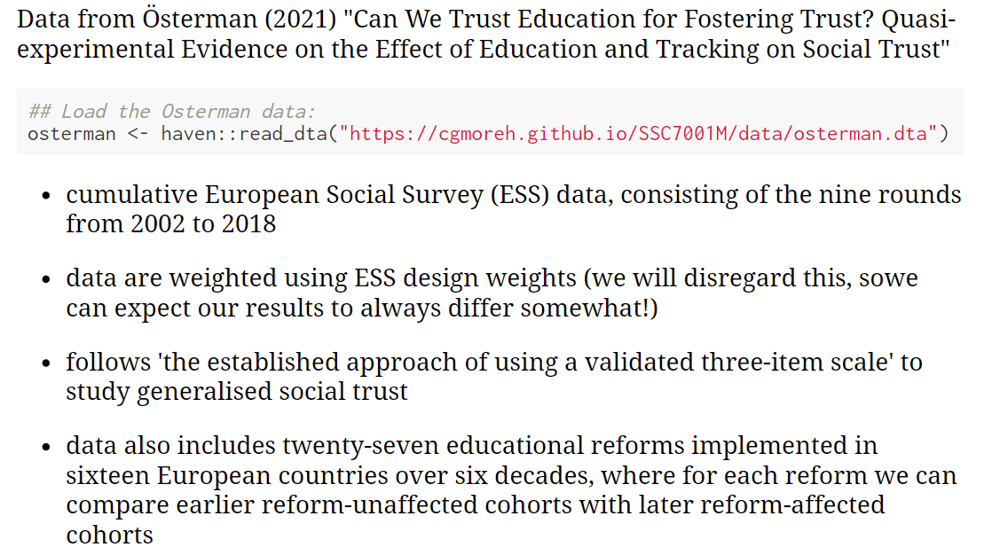 Data from Österman (2021) "Can We Trust Education for Fostering Trust? Quasi-
experimental Evidence on the Effect of Education and Tracking on Social Trust"
## Load the Osterman data:
osterman <- haven::read_dta("https://cgmoreh.github.io/SSC7001M/data/osterman.dta")
• cumulative European Social Survey (ESS) data, consisting of the nine rounds
from 2002 to 2018
• data are weighted using ESS design weights (we will disregard this, sowe
can expect our results to always differ somewhat!)
• follows 'the established approach of using a validated three-item scale' to
study generalised social trust
• data also includes twenty-seven educational reforms implemented in
sixteen European countries over six decades, where for each reform we can
compare earlier reform-unaffected cohorts with later reform-affected
cohorts